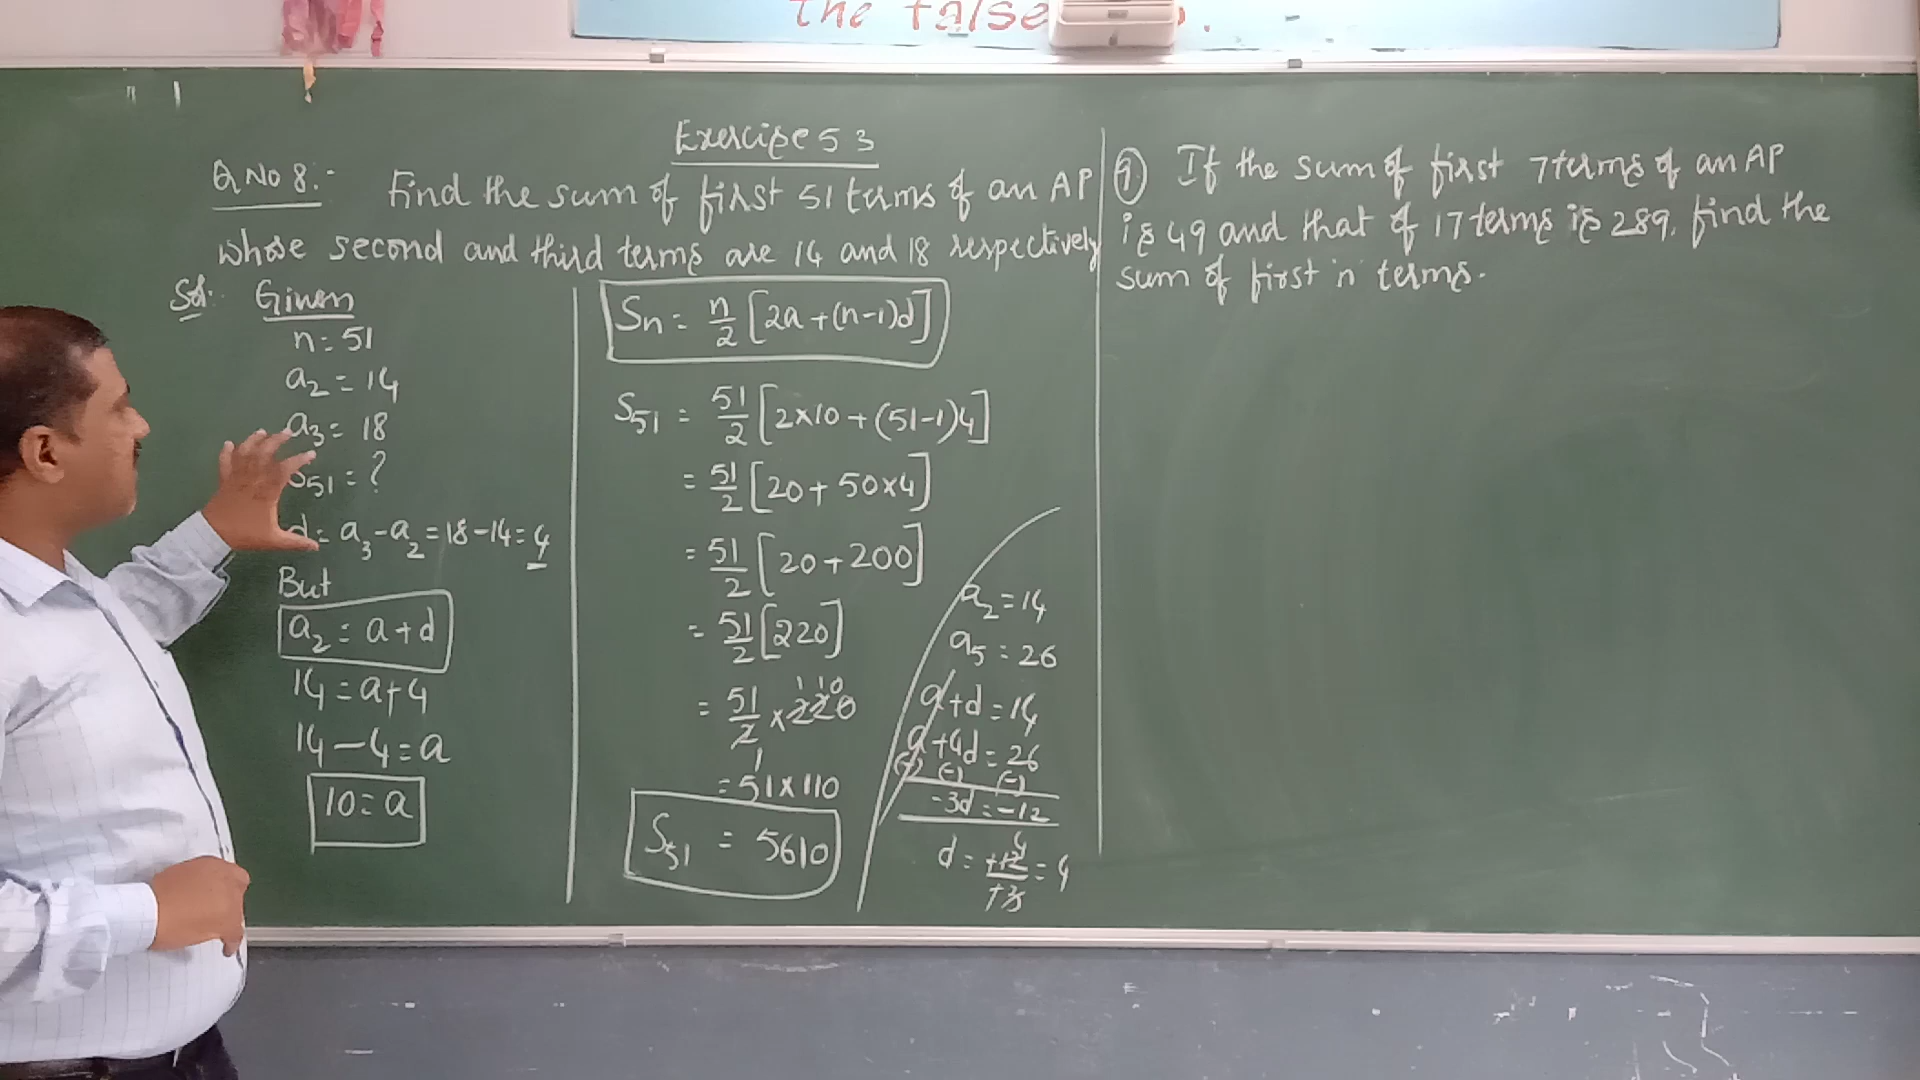 the false
Exercise 5 3
Q No 8:- Find the sum of first 51 terms of an AP
whose second and third terms are 14 and 18 respectively
Sol: Given
n = 51
a2 = 14
a3 = 18
S51 = ?
d = a3 - a2 = 18 - 14 = 4
But
a2 = a + d
14 = a + 4
14 - 4 = a
10 = a
Sn = n/2 [2a + (n-1)d]
S51 = 51/2 [2×10 + (51-1)4]
= 51/2 [20 + 50×4]
= 51/2 [20 + 200]
= 51/2 [220]
= 51/2 × 220 110
1
= 51 × 110
S51 = 5610
a2 = 14
a5 = 26
a + d = 14
a + 4d = 26
(-) (-) (-)
-3d = -12
d = +12/+3 = 4
4
9 If the sum of first 7 terms of an AP
is 49 and that of 17 terms is 289, find the
sum of first 'n' terms.